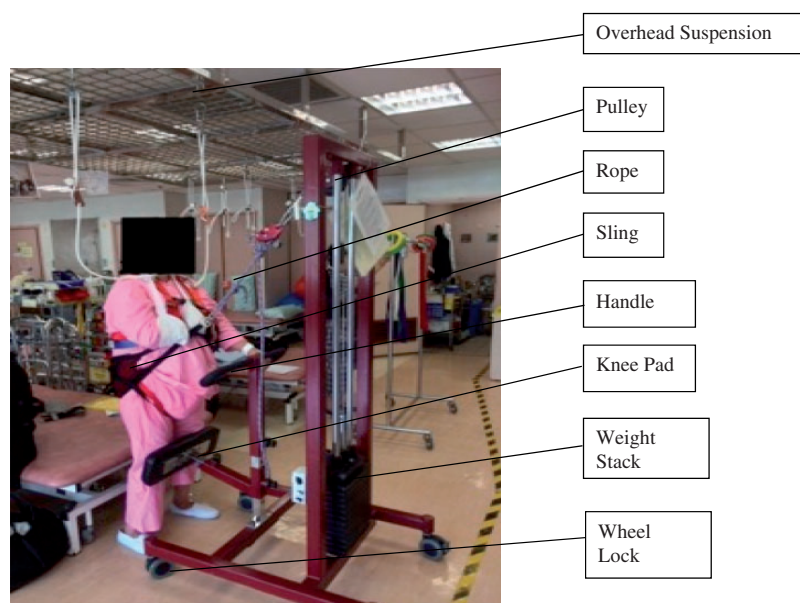 Overhead Suspension
Pulley
Rope
Sling
Handle
Knee Pad
Weight
Stack
Wheel
Lock